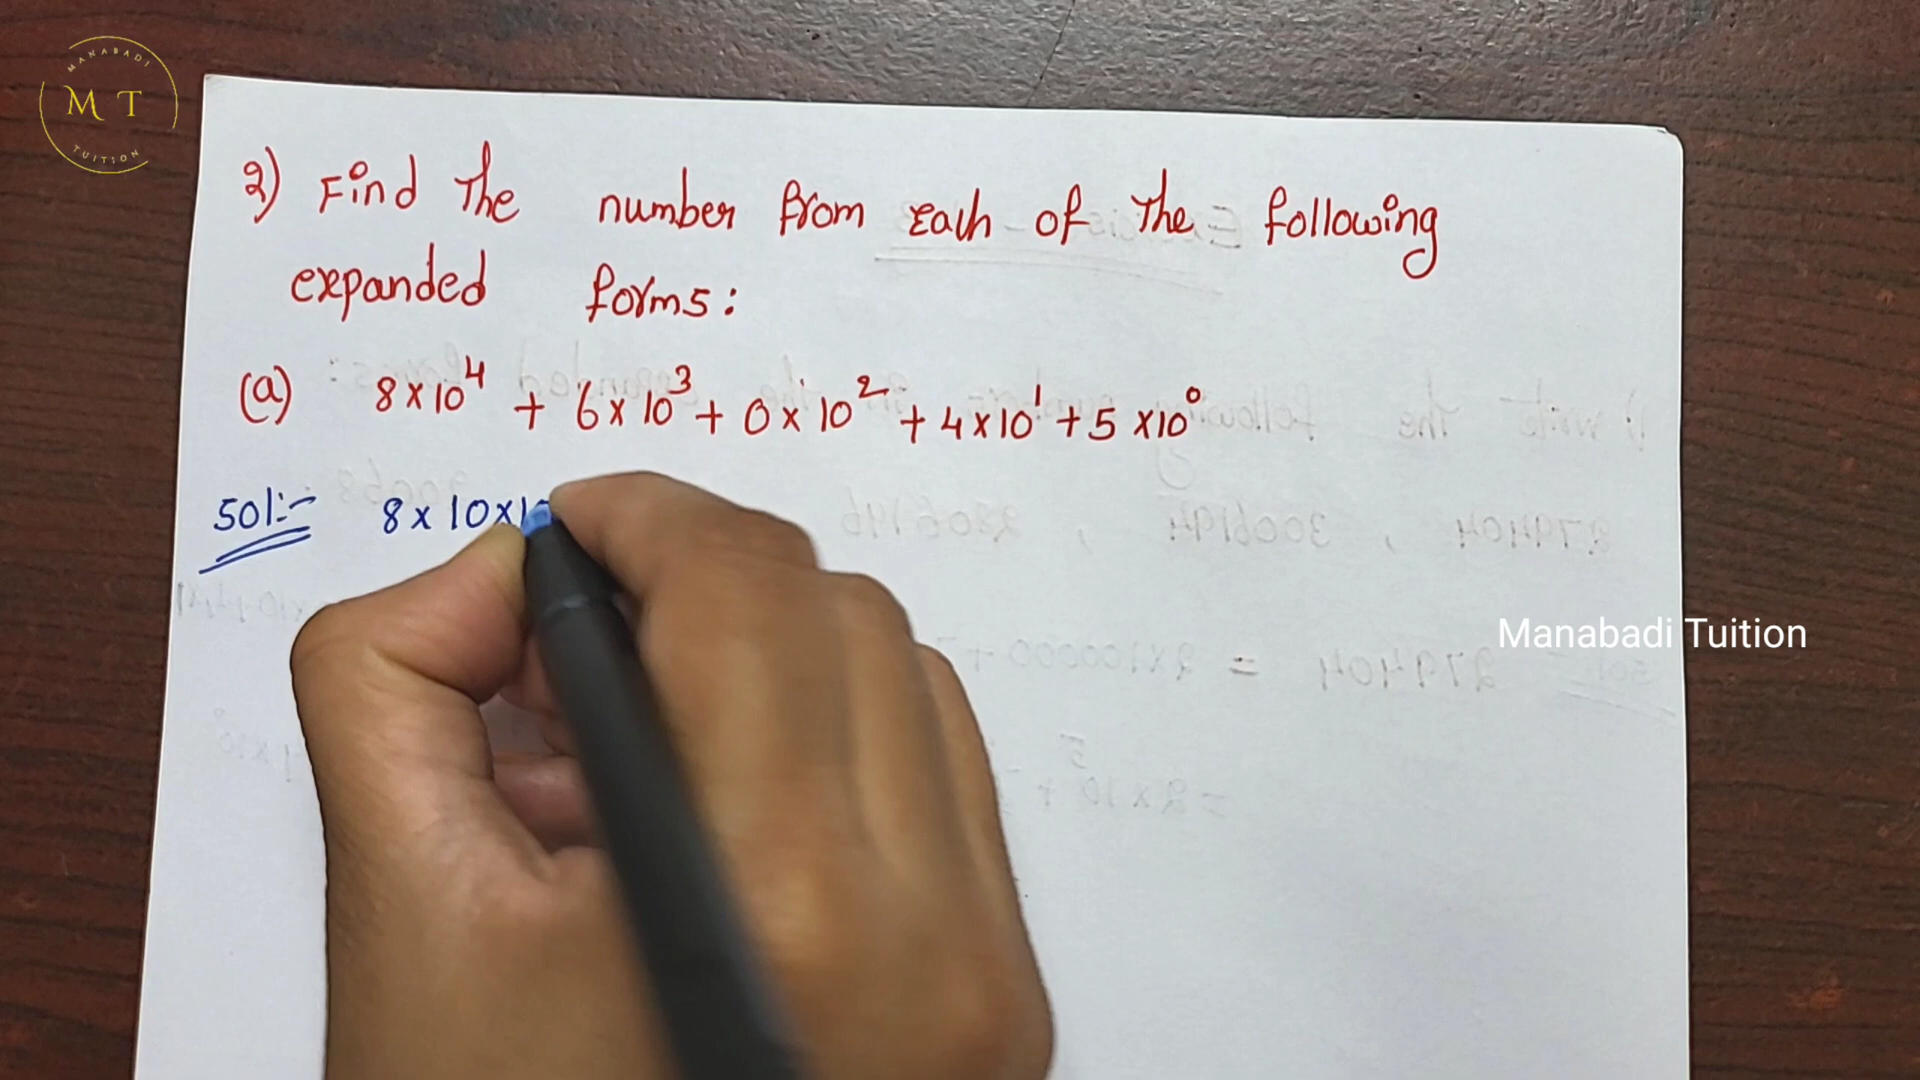 MANABADI
M T
TUITION
2) Find The number from Each of The following
expanded forms:
(a) 8×10⁴ + 6×10³ + 0×10² + 4×10¹ + 5×10⁰
Sol:- 8×10×10
Manabadi Tuition